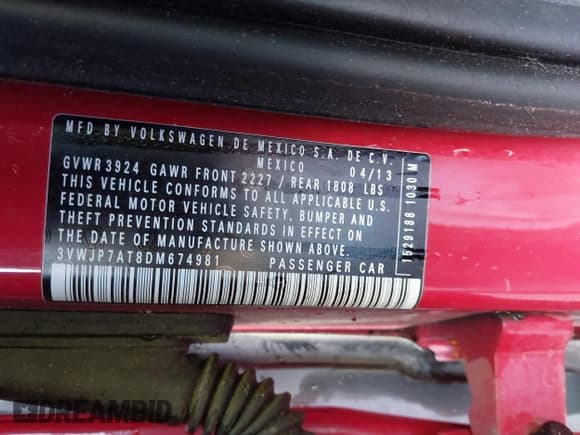 MFD. BY VOLKSWAGEN DE MEXICO S.A. DE C.V.
MEXICO 04/13
GVWR 3924 GAWR FRONT 2227 / REAR 1808 LBS
THIS VEHICLE CONFORMS TO ALL APPLICABLE U.S.
FEDERAL MOTOR VEHICLE SAFETY, BUMPER AND
THEFT PREVENTION STANDARDS IN EFFECT ON
THE DATE OF MANUFACTURE SHOWN ABOVE
3VWJP7AT8DM674981 PASSENGER CAR
1030 M
DREAMBID